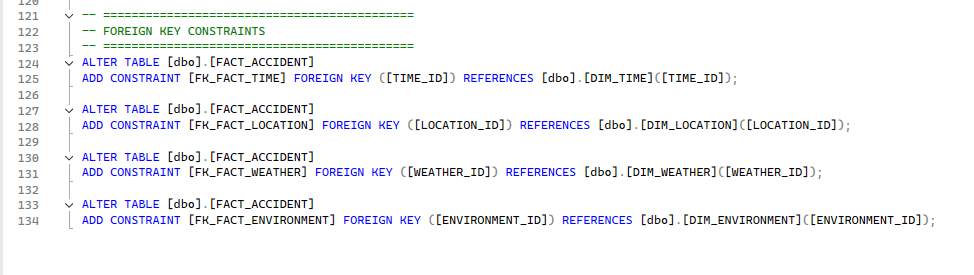 120
121 -- ============================================
122 -- FOREIGN KEY CONSTRAINTS
123 -- ============================================
124 ALTER TABLE [dbo].[FACT_ACCIDENT]
125 ADD CONSTRAINT [FK_FACT_TIME] FOREIGN KEY ([TIME_ID]) REFERENCES [dbo].[DIM_TIME]([TIME_ID]);
126
127 ALTER TABLE [dbo].[FACT_ACCIDENT]
128 ADD CONSTRAINT [FK_FACT_LOCATION] FOREIGN KEY ([LOCATION_ID]) REFERENCES [dbo].[DIM_LOCATION]([LOCATION_ID]);
129
130 ALTER TABLE [dbo].[FACT_ACCIDENT]
131 ADD CONSTRAINT [FK_FACT_WEATHER] FOREIGN KEY ([WEATHER_ID]) REFERENCES [dbo].[DIM_WEATHER]([WEATHER_ID]);
132
133 ALTER TABLE [dbo].[FACT_ACCIDENT]
134 ADD CONSTRAINT [FK_FACT_ENVIRONMENT] FOREIGN KEY ([ENVIRONMENT_ID]) REFERENCES [dbo].[DIM_ENVIRONMENT]([ENVIRONMENT_ID]);